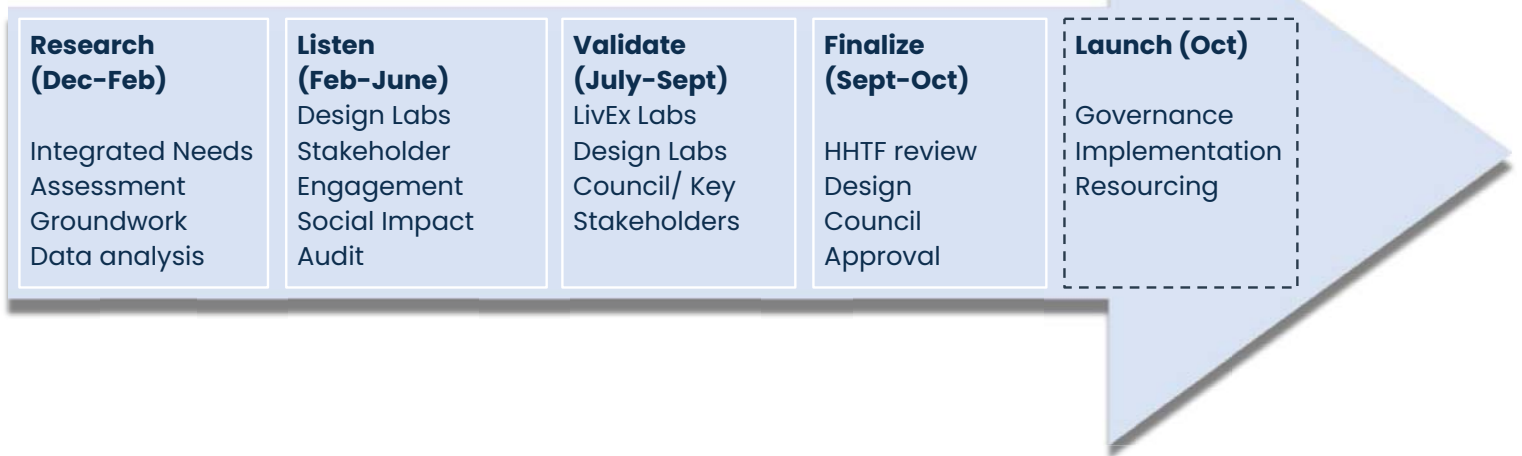 Research
(Dec-Feb)
Integrated Needs
Assessment
Groundwork
Data analysis
Listen
(Feb-June)
Design Labs
Stakeholder
Engagement
Social Impact
Audit
Validate
(July-Sept)
LivEx Labs
Design Labs
Council/ Key
Stakeholders
Finalize
(Sept-Oct)
HHTF review
Design
Council
Approval
Launch (Oct)
Governance
Implementation
Resourcing